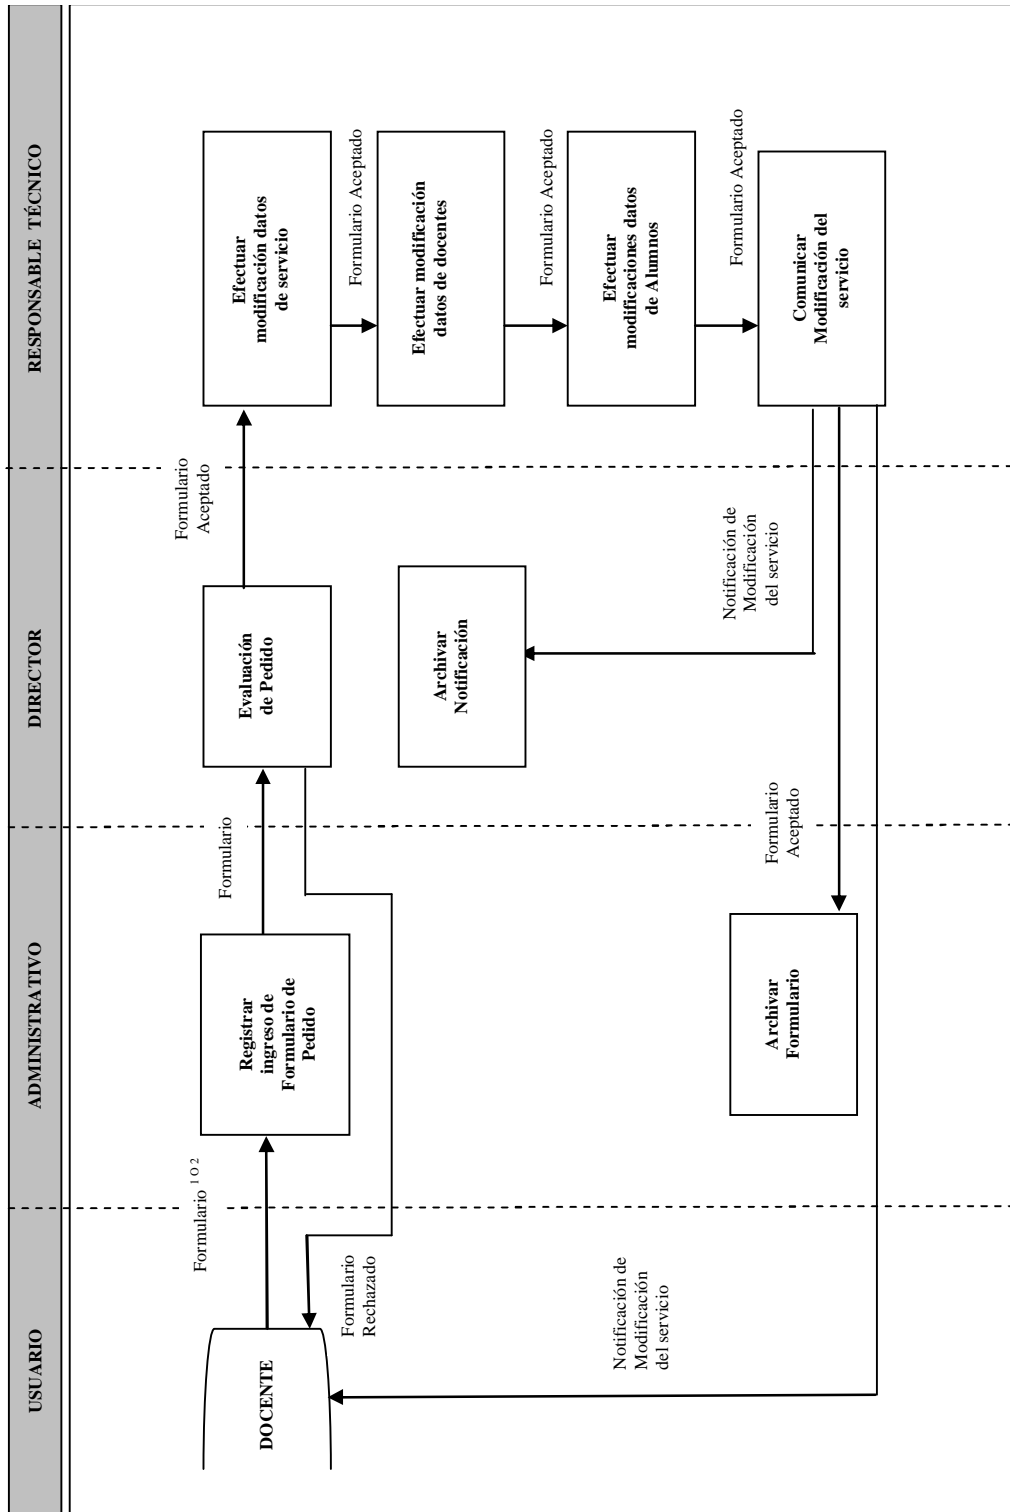 USUARIO
ADMINISTRATIVO
DIRECTOR
RESPONSABLE TÉCNICO
DOCENTE
Formulario 1 O 2
Registrar
ingreso de
Formulario de
Pedido
Formulario
Evaluación
de Pedido
Formulario
Aceptado
Efectuar
modificación datos
de servicio
Formulario
Rechazado
Formulario Aceptado
Efectuar modificación
datos de docentes
Archivar
Notificación
Formulario Aceptado
Efectuar
modificaciones datos
de Alumnos
Formulario Aceptado
Comunicar
Modificación del
servicio
Notificación de
Modificación
del servicio
Formulario
Aceptado
Archivar
Formulario
Notificación de
Modificación
del servicio